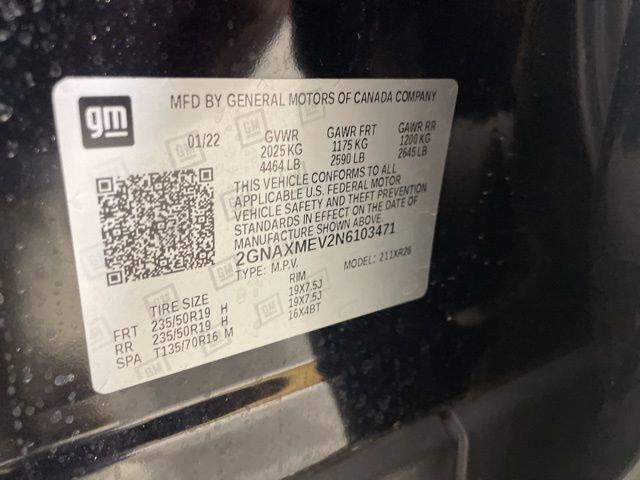 gm
MFD BY GENERAL MOTORS OF CANADA COMPANY
01/22 GVWR GAWR FRT GAWR RR
2025 KG 1175 KG 1200 KG
4464 LB 2590 LB 2645 LB
THIS VEHICLE CONFORMS TO ALL
APPLICABLE U.S. FEDERAL MOTOR
VEHICLE SAFETY AND THEFT PREVENTION
STANDARDS IN EFFECT ON THE DATE OF
MANUFACTURE SHOWN ABOVE.
2GNAXMEV2N6103471
TYPE: M.P.V. MODEL: 211XR26
TIRE SIZE RIM
FRT 235/50R19 H 19X7.5J
RR 235/50R19 H 19X7.5J
SPA T135/70R16 M 16X4BT